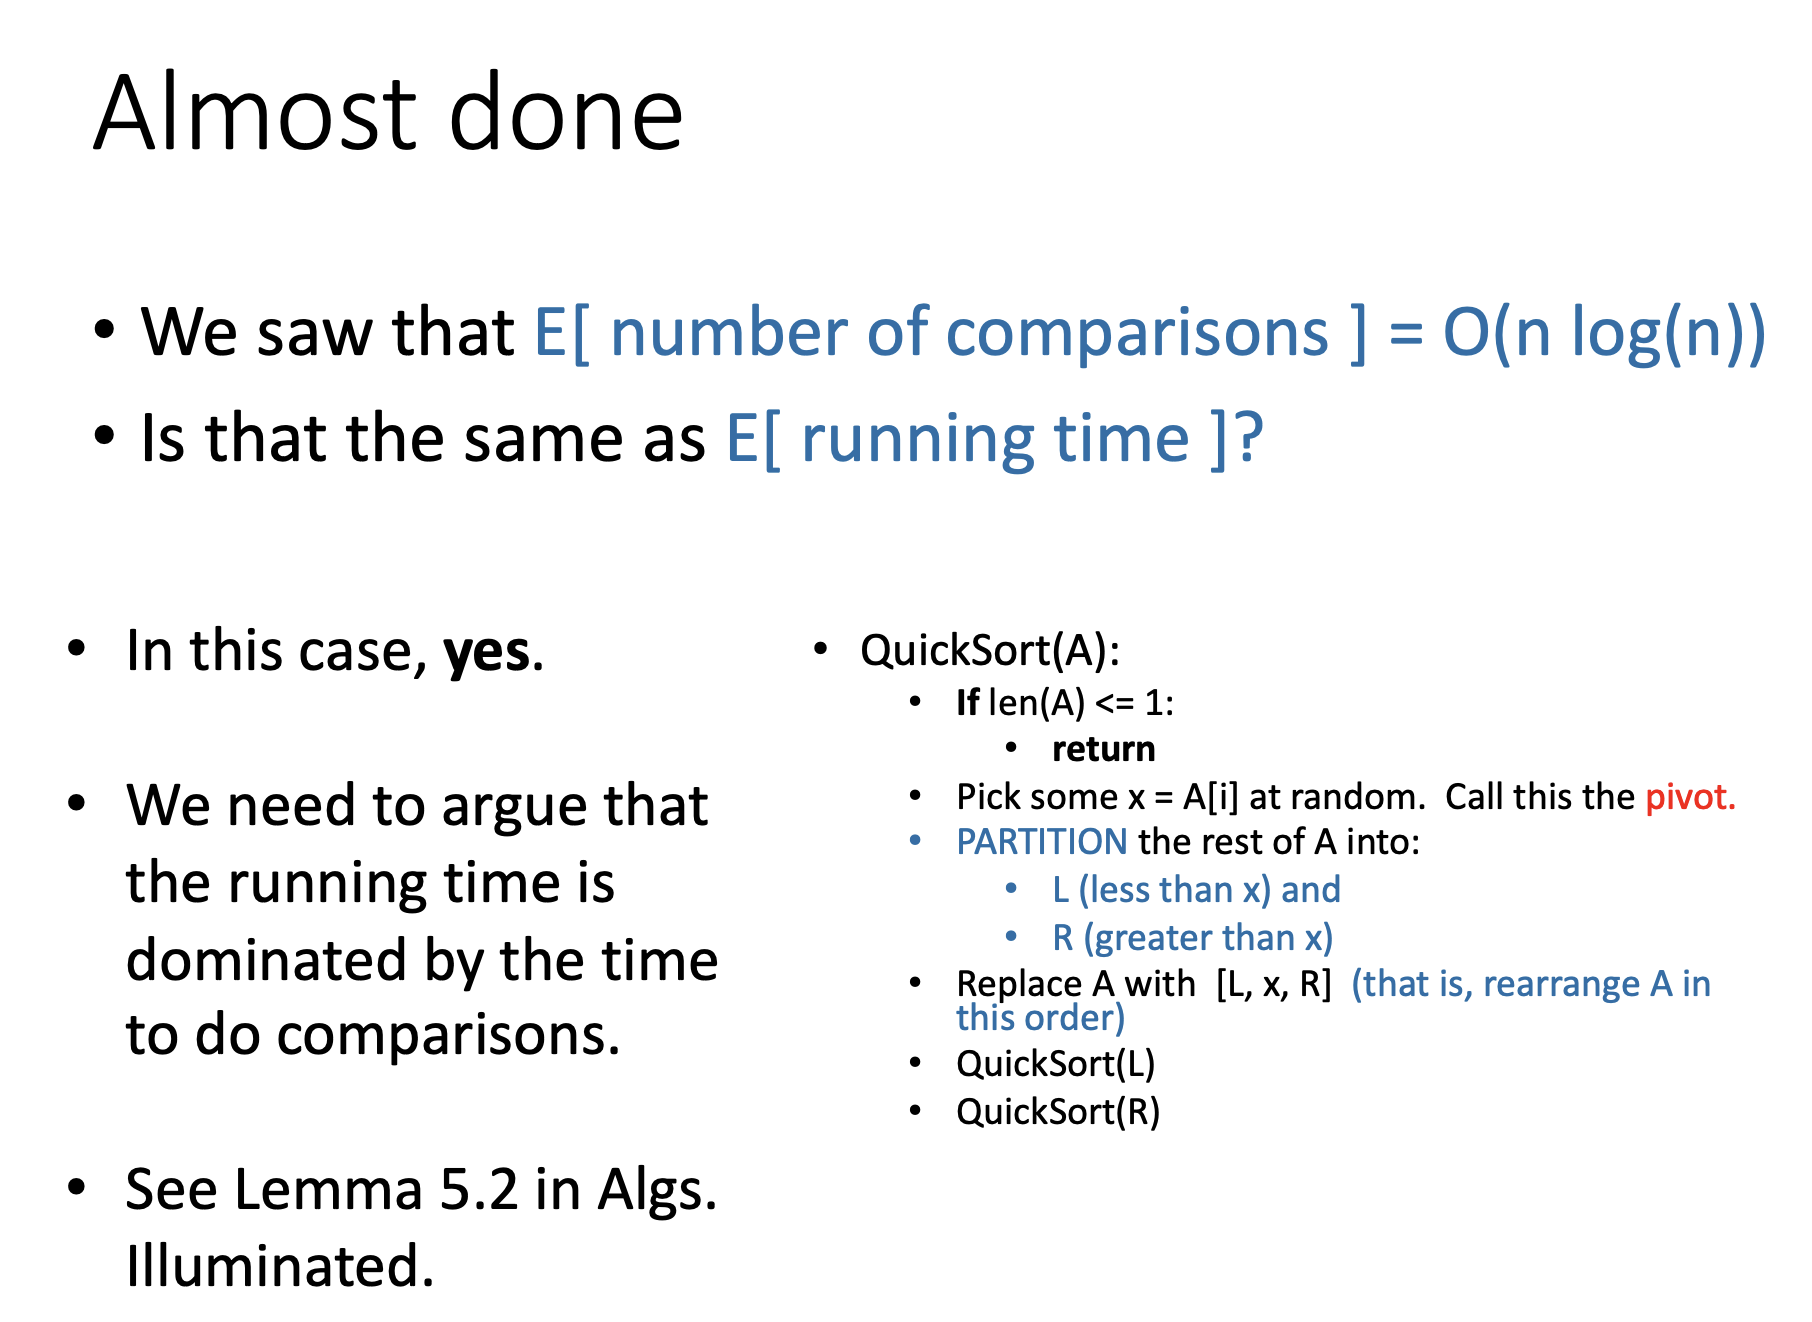 Almost done
• We saw that E[ number of comparisons ] = O(n log(n))
• Is that the same as E[ running time ]?
• In this case, yes.
• We need to argue that
the running time is
dominated by the time
to do comparisons.
• See Lemma 5.2 in Algs.
Illuminated.
• QuickSort(A):
• If len(A) <= 1:
• return
• Pick some x = A[i] at random. Call this the pivot.
• PARTITION the rest of A into:
• L (less than x) and
• R (greater than x)
• Replace A with [L, x, R] (that is, rearrange A in
this order)
• QuickSort(L)
• QuickSort(R)